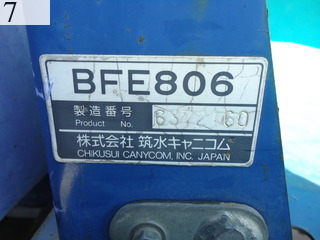 7
BFE806
製造番号
Product No.
株式会社 筑水キャニコム
CHIKUSUI CANYCOM, INC. JAPAN